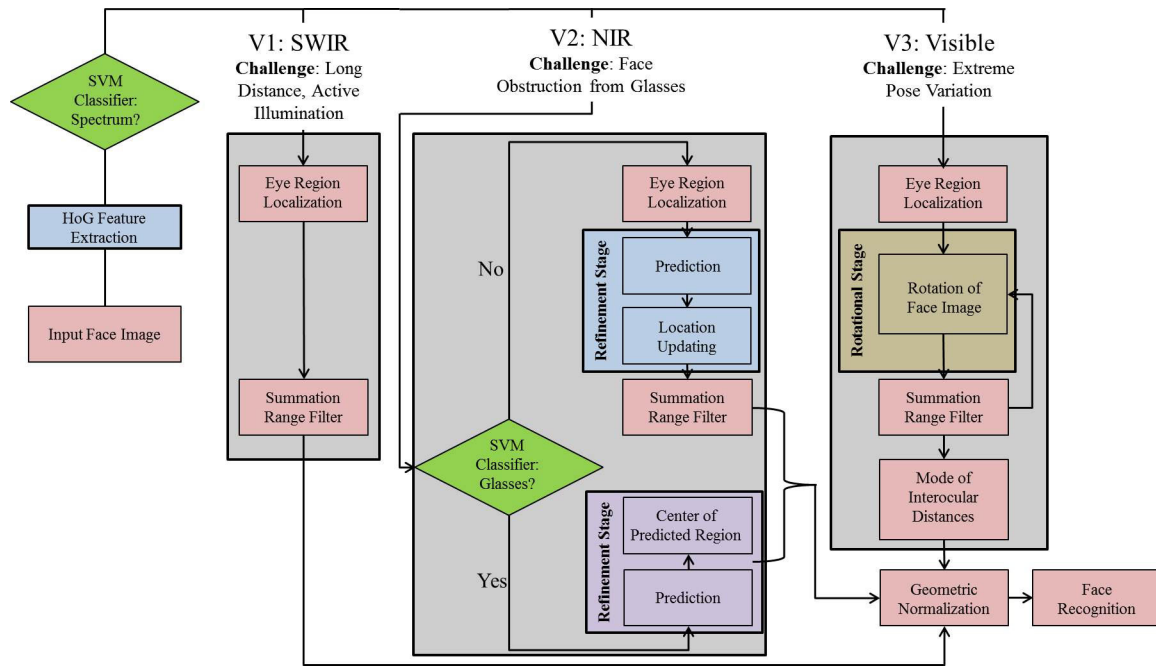 SVM
Classifier:
Spectrum?
HoG Feature
Extraction
Input Face Image
V1: SWIR
Challenge: Long
Distance, Active
Illumination
Eye Region
Localization
Summation
Range Filter
V2: NIR
Challenge: Face
Obstruction from Glasses
SVM
Classifier:
Glasses?
No
Yes
Eye Region
Localization
Refinement Stage
Prediction
Location
Updating
Summation
Range Filter
Refinement Stage
Center of
Predicted Region
Prediction
V3: Visible
Challenge: Extreme
Pose Variation
Eye Region
Localization
Rotational Stage
Rotation of
Face Image
Summation
Range Filter
Mode of
Interocular
Distances
Geometric
Normalization
Face
Recognition